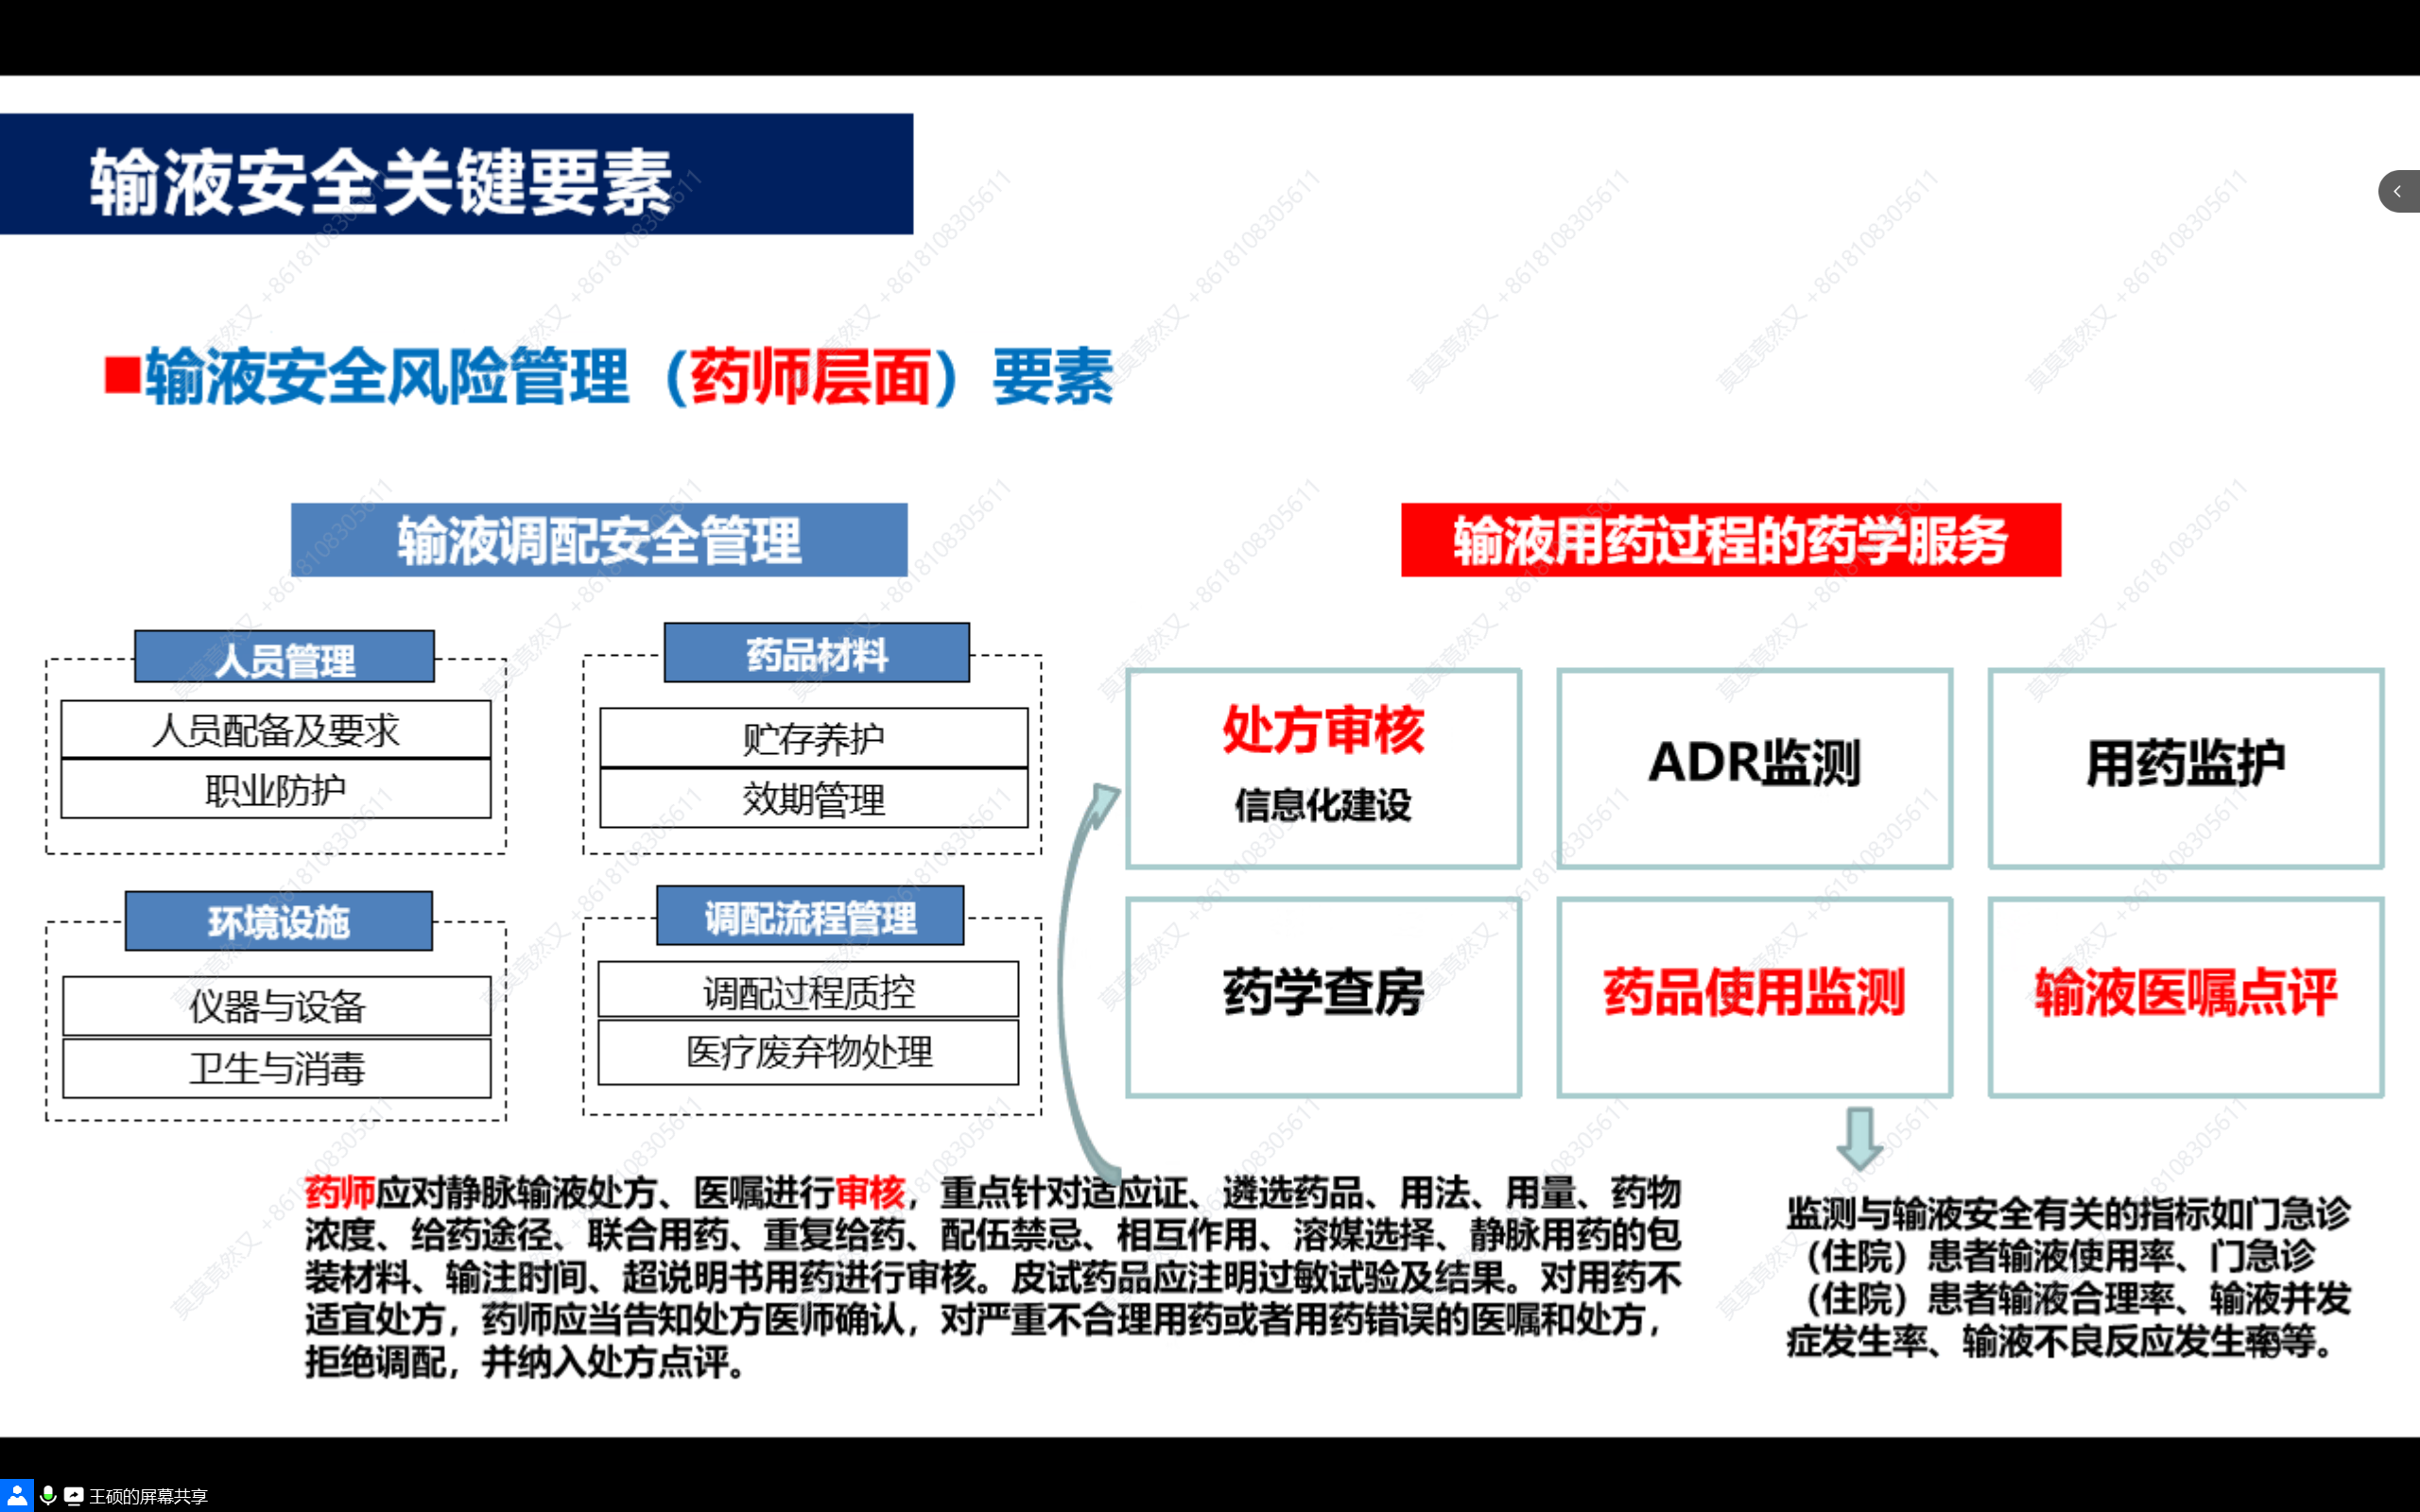 输液安全关键要素
■输液安全风险管理（药师层面）要素
输液调配安全管理
输液用药过程的药学服务
人员管理
人员配备及要求
职业防护
药品材料
贮存养护
效期管理
环境设施
仪器与设备
卫生与消毒
调配流程管理
调配过程质控
医疗废弃物处理
处方审核
信息化建设
ADR监测
用药监护
药学查房
药品使用监测
输液医嘱点评
药师应对静脉输液处方、医嘱进行审核，重点针对适应证、遴选药品、用法、用量、药物
浓度、给药途径、联合用药、重复给药、配伍禁忌、相互作用、溶媒选择、静脉用药的包
装材料、输注时间、超说明书用药进行审核。皮试药品应注明过敏试验及结果。对用药不
适宜处方，药师应当告知处方医师确认，对严重不合理用药或者用药错误的医嘱和处方，
拒绝调配，并纳入处方点评。
监测与输液安全有关的指标如门急诊
（住院）患者输液使用率、门急诊
（住院）患者输液合理率、输液并发
症发生率、输液不良反应发生率等。
莫莫竟然又 +8618108305611
王硕的屏幕共享